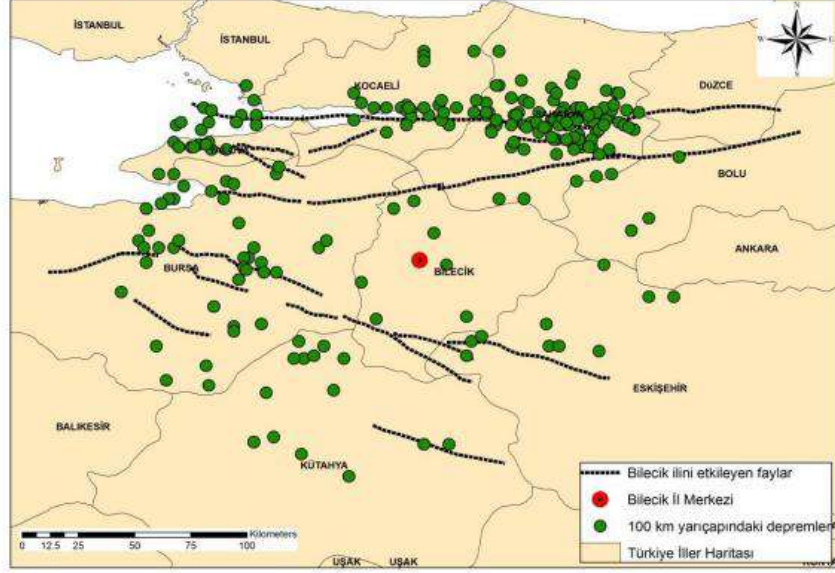 İSTANBUL
İSTANBUL
N
W
S
KOCAELİ
DÜZCE
BOLU
ANKARA
BURSA
BİLECİK
ESKİŞEHİR
BALIKESİR
KÜTAHYA
UŞAK
UŞAK
Kilometers
0 12.5 25 50 75 100
Bilecik ilini etkileyen faylar
Bilecik İl Merkezi
100 km yarıçapındaki depremler
Türkiye İller Haritası